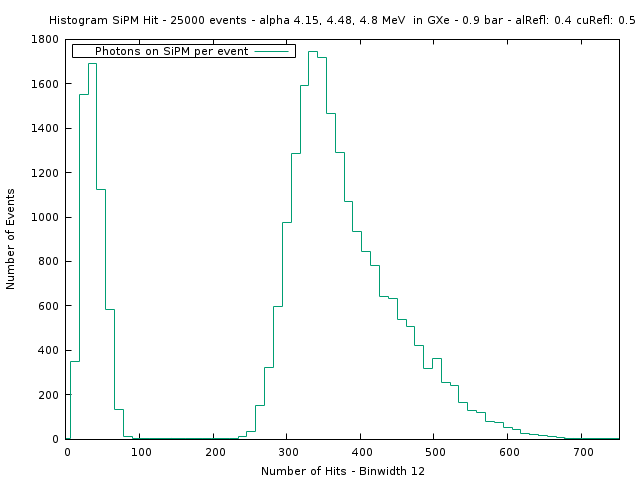 Histogram SiPM Hit - 25000 events - alpha 4.15, 4.48, 4.8 MeV  in GXe - 0.9 bar - alRefl: 0.4 cuRefl: 0.5
Photons on SiPM per event
1800
1600
1400
1200
1000
800
600
400
200
0
Number of Events
0 100 200 300 400 500 600 700
Number of Hits - Binwidth 12